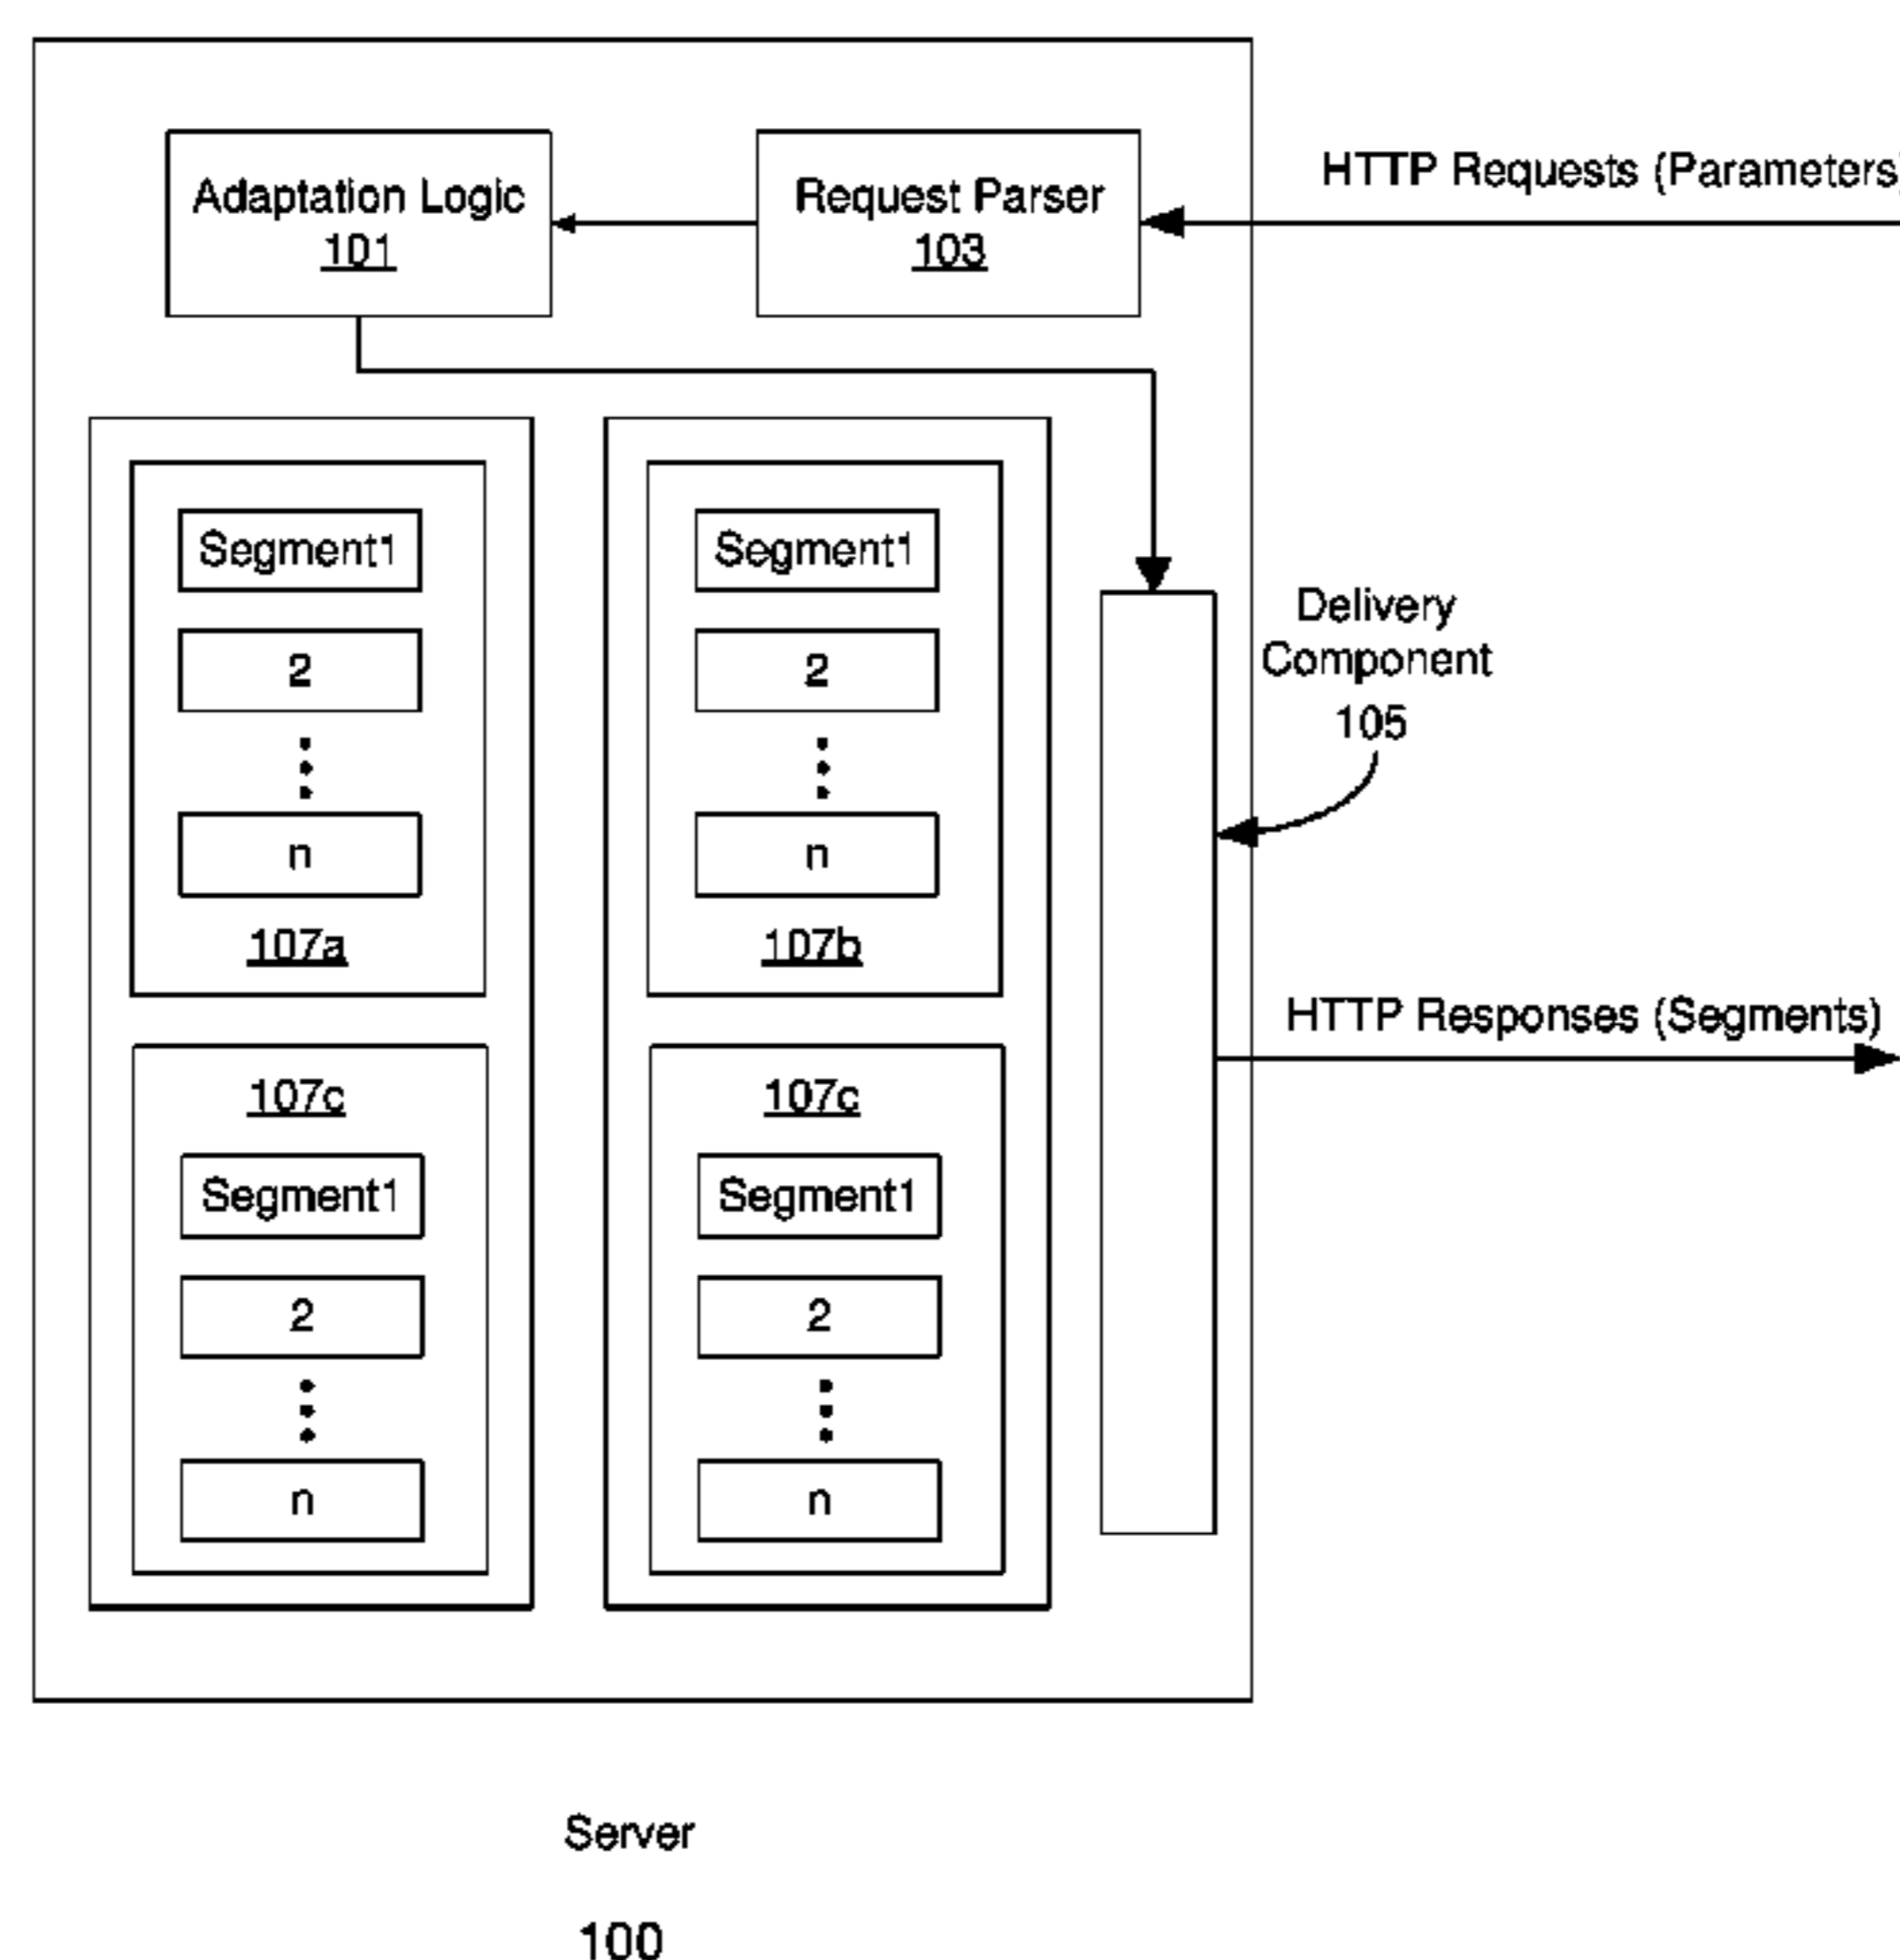 Adaptation Logic
101
Request Parser
103
HTTP Requests (Parameters)
Segment1
2
n
107a
Segment1
2
n
107b
Delivery
Component
105
HTTP Responses (Segments)
107c
Segment1
2
n
107c
Segment1
2
n
Server
100